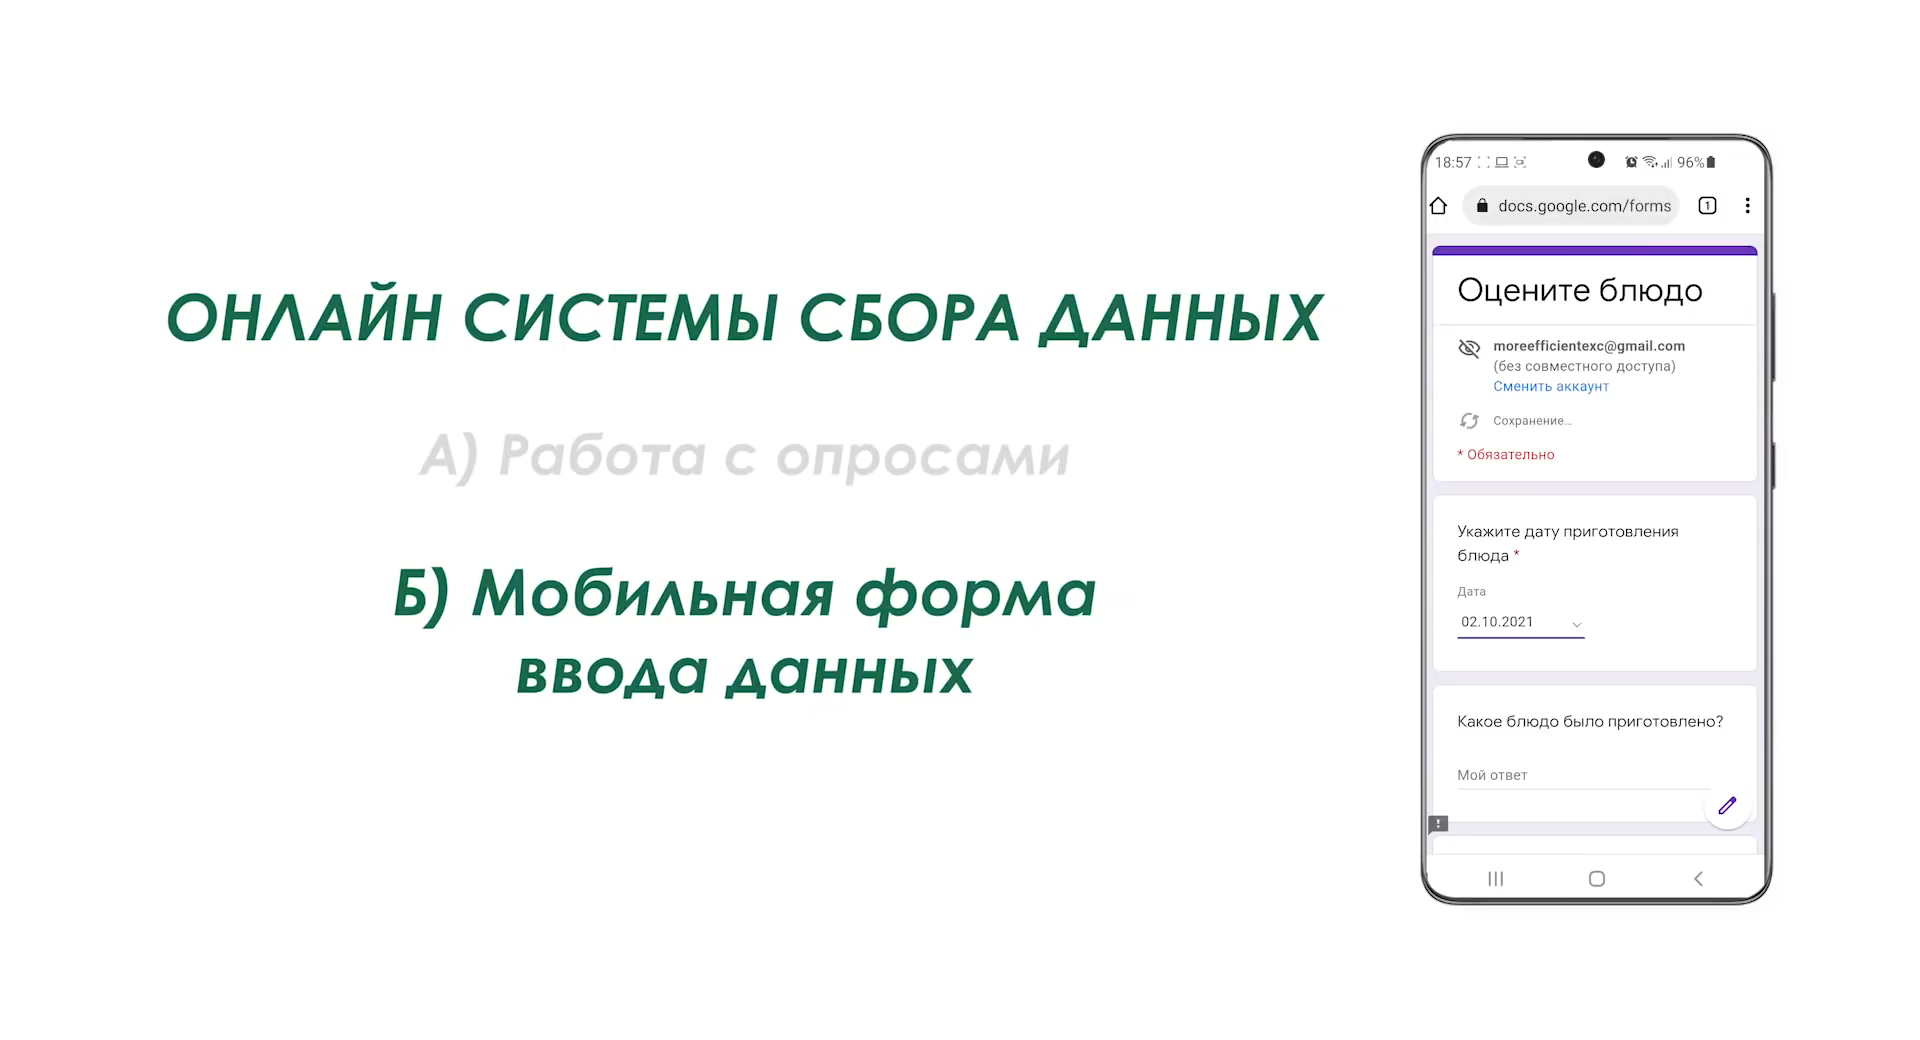 ОНЛАЙН СИСТЕМЫ СБОРА ДАННЫХ
А) Работа с опросами
Б) Мобильная форма
ввода данных
18:57
96%
docs.google.com/forms
1
Оцените блюдо
moreefficientexc@gmail.com
(без совместного доступа)
Сменить аккаунт
Сохранение...
* Обязательно
Укажите дату приготовления
блюда *
Дата
02.10.2021
Какое блюдо было приготовлено?
Мой ответ